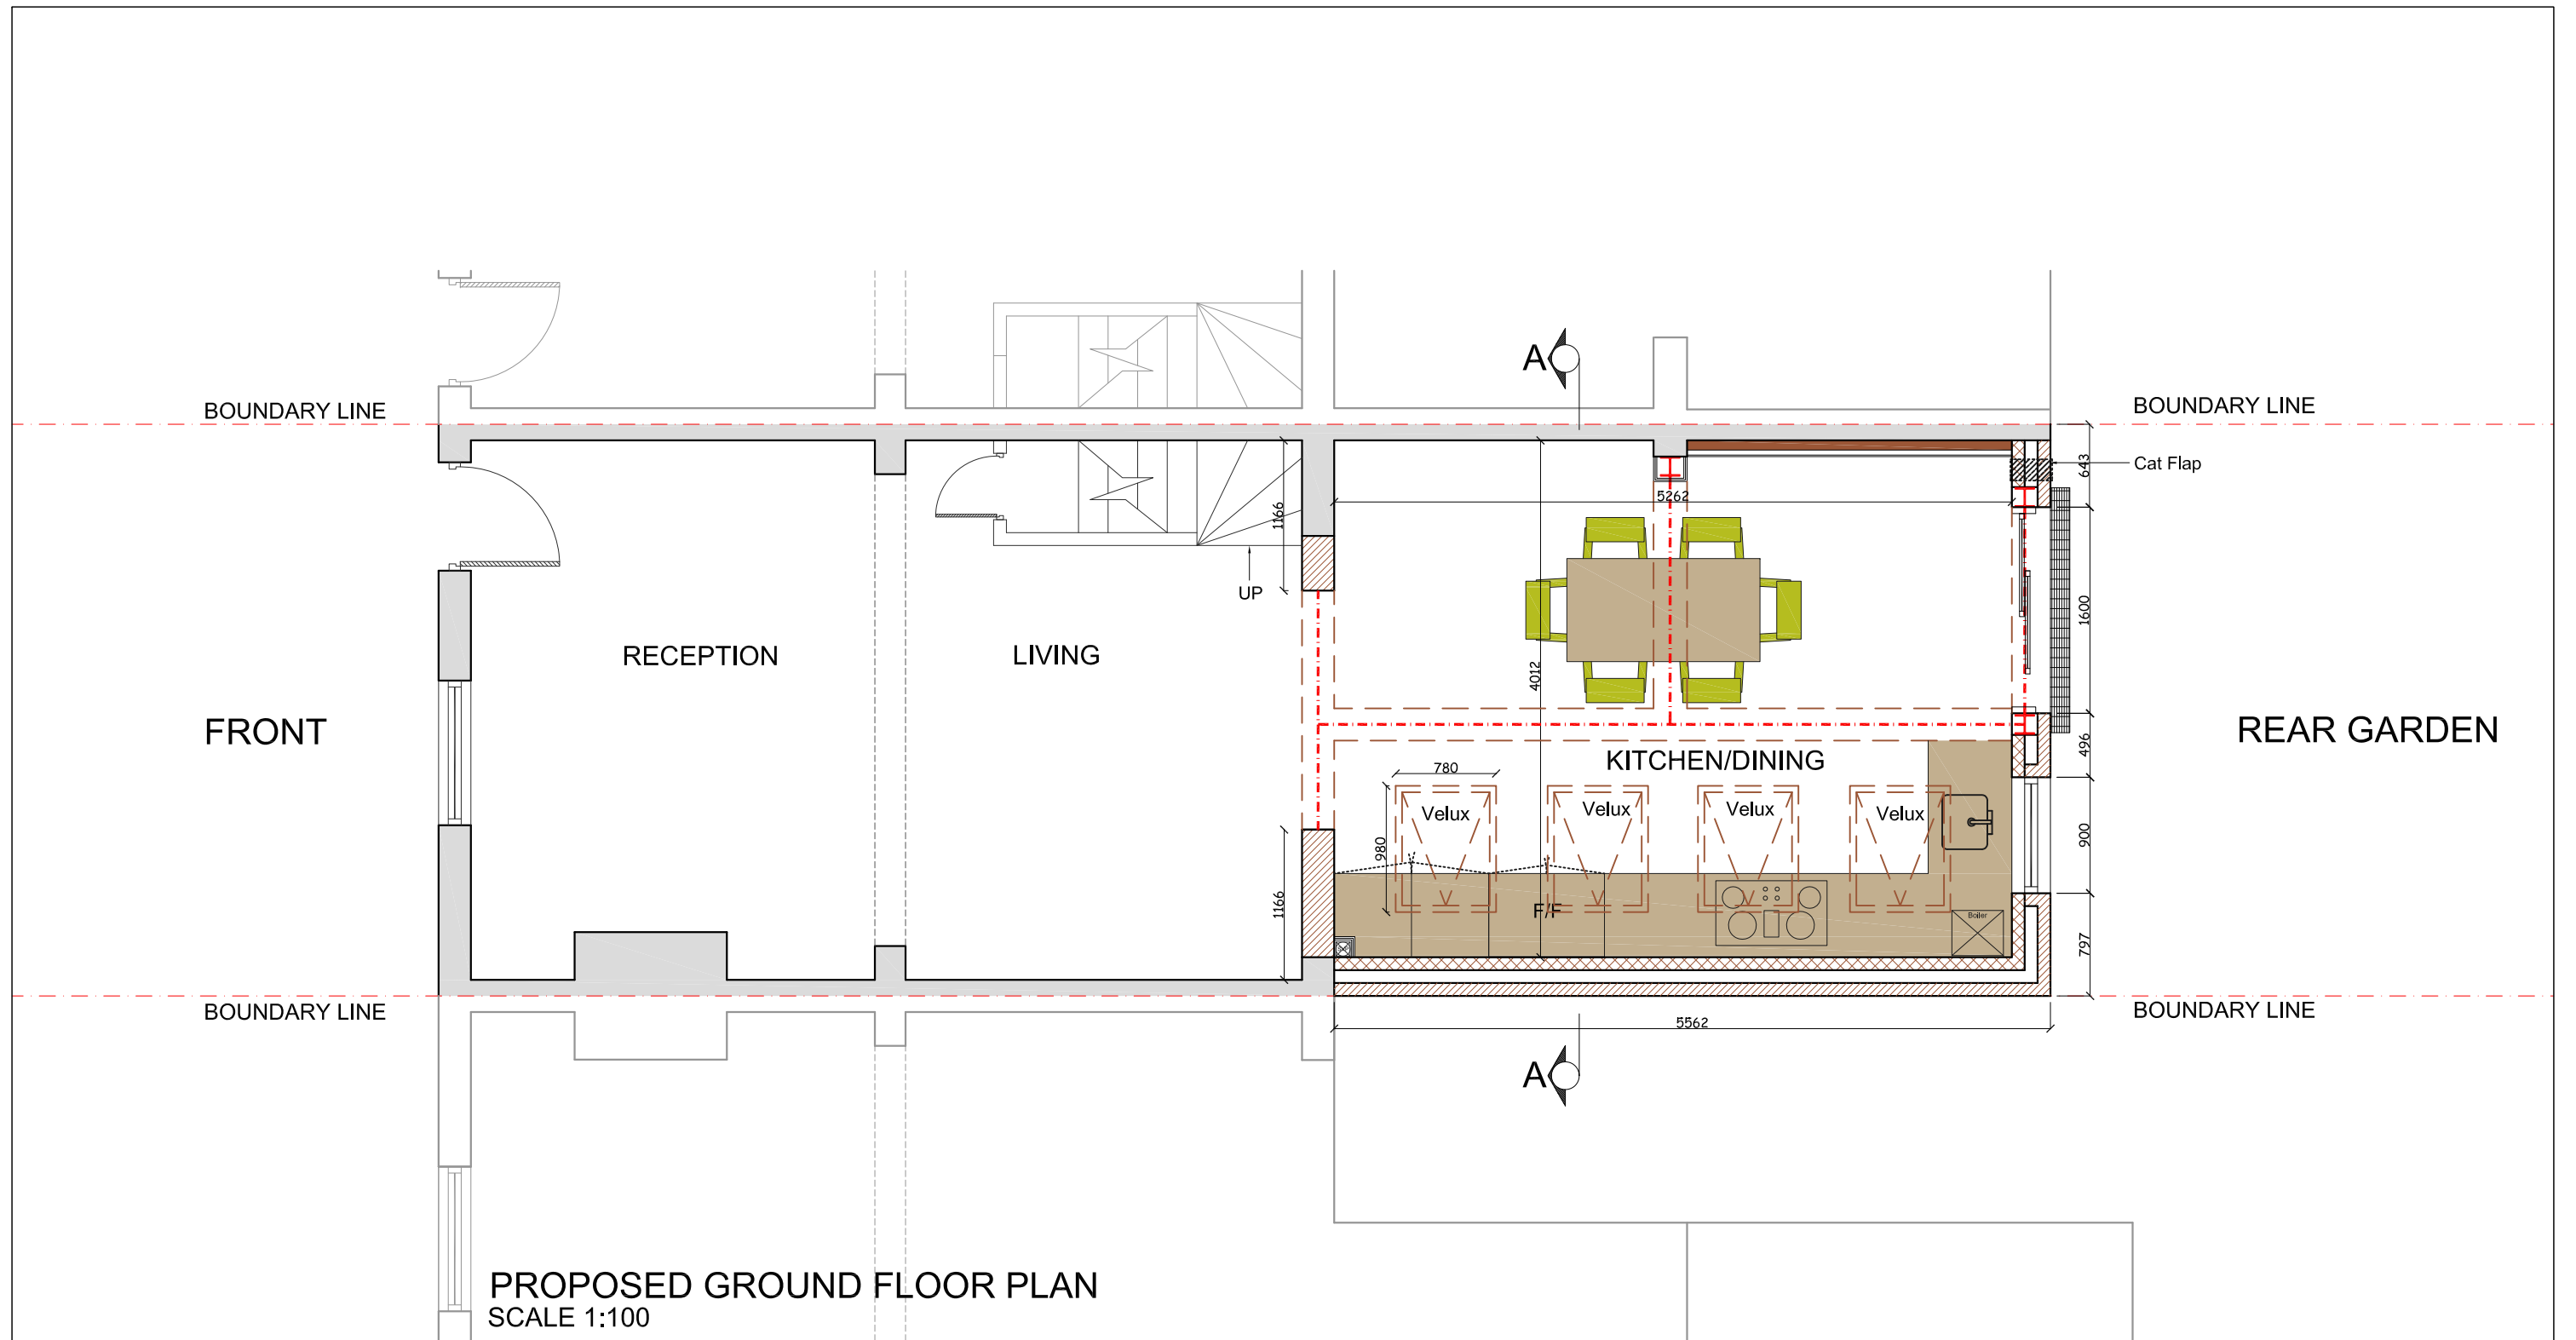 A
BOUNDARY LINE
BOUNDARY LINE
Cat Flap
643
5262
1166
UP
1600
RECEPTION
LIVING
4012
FRONT
REAR GARDEN
496
KITCHEN/DINING
780
Velux
Velux
Velux
Velux
980
900
F/F
Boiler
1166
797
BOUNDARY LINE
BOUNDARY LINE
5562
A
PROPOSED GROUND FLOOR PLAN
SCALE 1:100